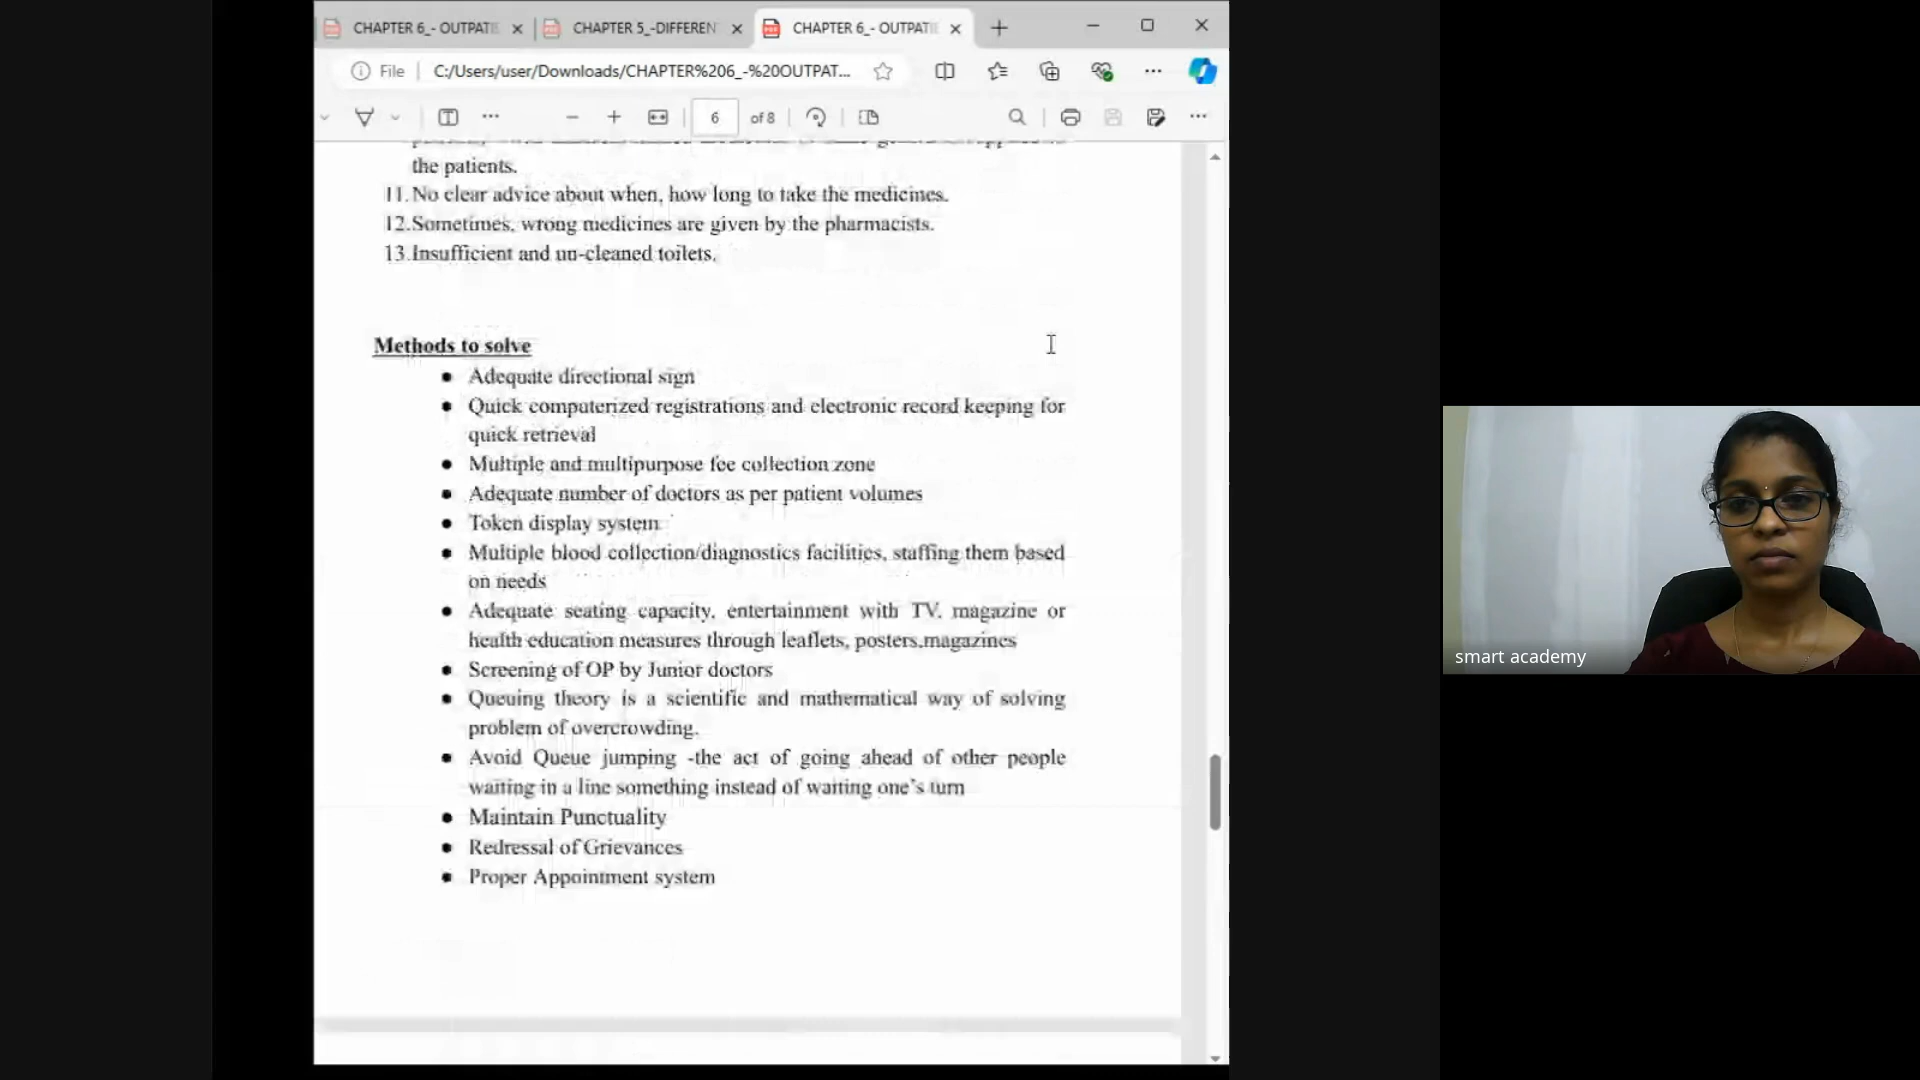 CHAPTER 6_- OUTPATIE
CHAPTER 5_-DIFFEREN
CHAPTER 6_- OUTPATIE
File
C:/Users/user/Downloads/CHAPTER%206_-%20OUTPAT...
6 of 8
the patients.
11. No clear advice about when, how long to take the medicines.
12.Sometimes, wrong medicines are given by the pharmacists.
13.Insufficient and un-cleaned toilets.
Methods to solve
● Adequate directional sign
● Quick computerized registrations and electronic record keeping for
quick retrieval
● Multiple and multipurpose fee collection zone
● Adequate number of doctors as per patient volumes
● Token display system
● Multiple blood collection/diagnostics facilities, staffing them based
on needs
● Adequate seating capacity, entertainment with TV, magazine or
health education measures through leaflets, posters,magazines
● Screening of OP by Junior doctors
● Queuing theory is a scientific and mathematical way of solving
problem of overcrowding.
● Avoid Queue jumping -the act of going ahead of other people
waiting in a line something instead of waiting one's turn
● Maintain Punctuality
● Redressal of Grievances
● Proper Appointment system
smart academy